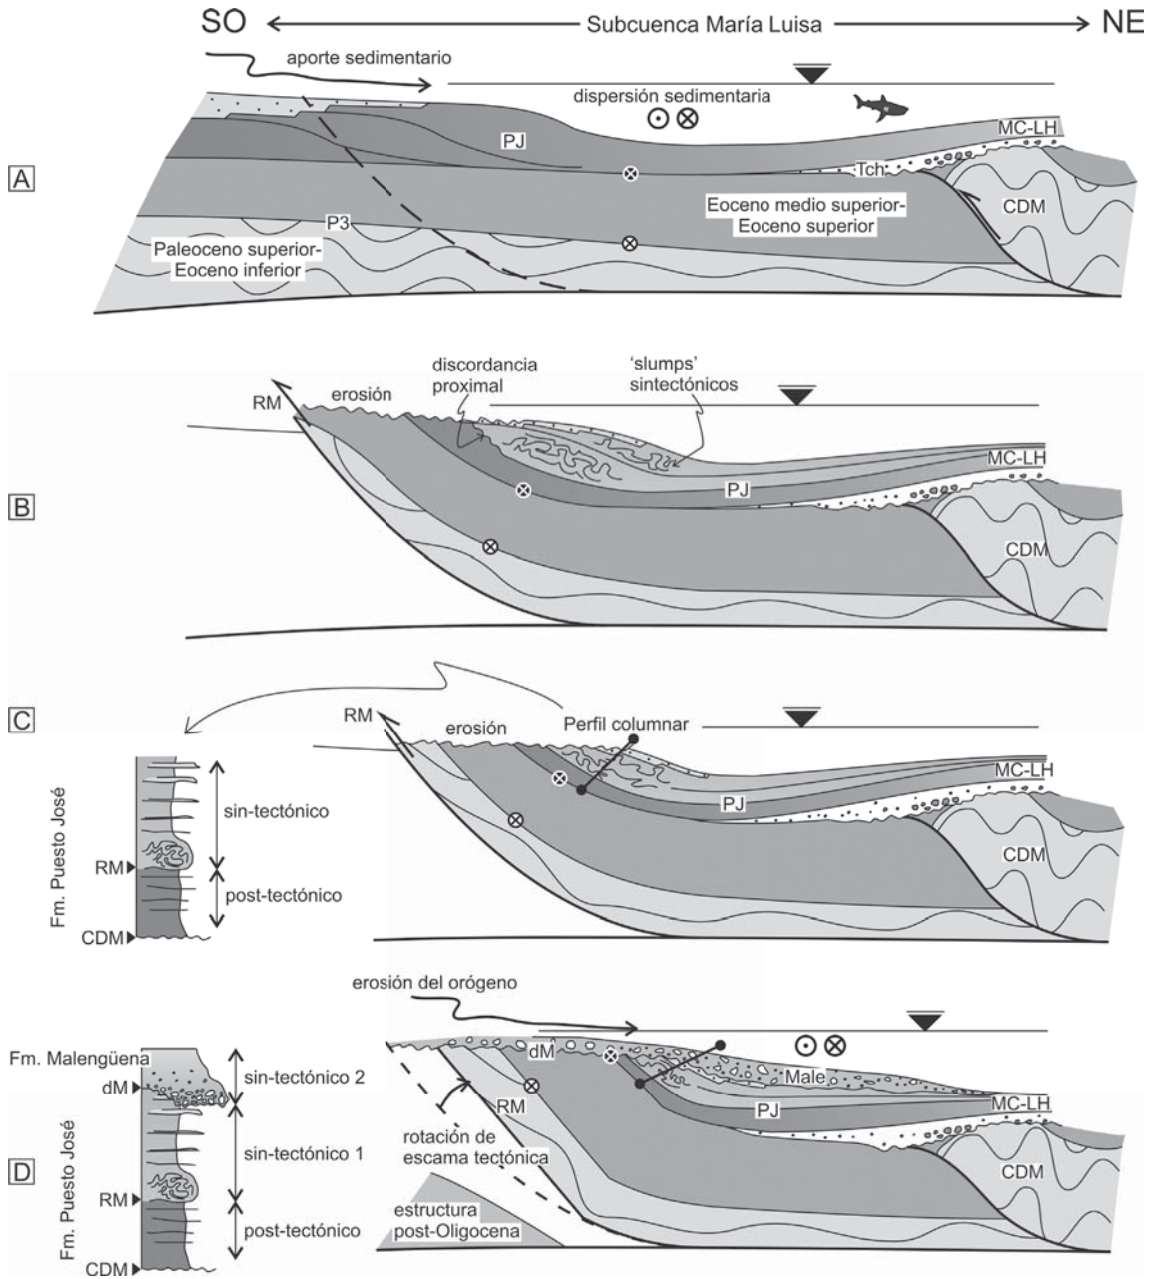 SO
Subcuenca María Luisa
NE
aporte sedimentario
dispersión sedimentaria
MC-LH
PJ
Tch
A
Eoceno medio superior-
Eoceno superior
CDM
P3
Paleoceno superior-
Eoceno inferior
discordancia
proximal
'slumps'
sintectónicos
RM
erosión
MC-LH
PJ
B
CDM
C
RM
erosión
Perfil columnar
MC-LH
PJ
sin-tectónico
CDM
RM
post-tectónico
Fm. Puesto José
CDM
erosión del orógeno
Fm. Malengüena
dM
sin-tectónico 2
dM
Male
PJ
MC-LH
RM
rotación de
escama tectónica
sin-tectónico 1
D
CDM
RM
estructura
post-Oligocena
post-tectónico
Fm. Puesto José
CDM